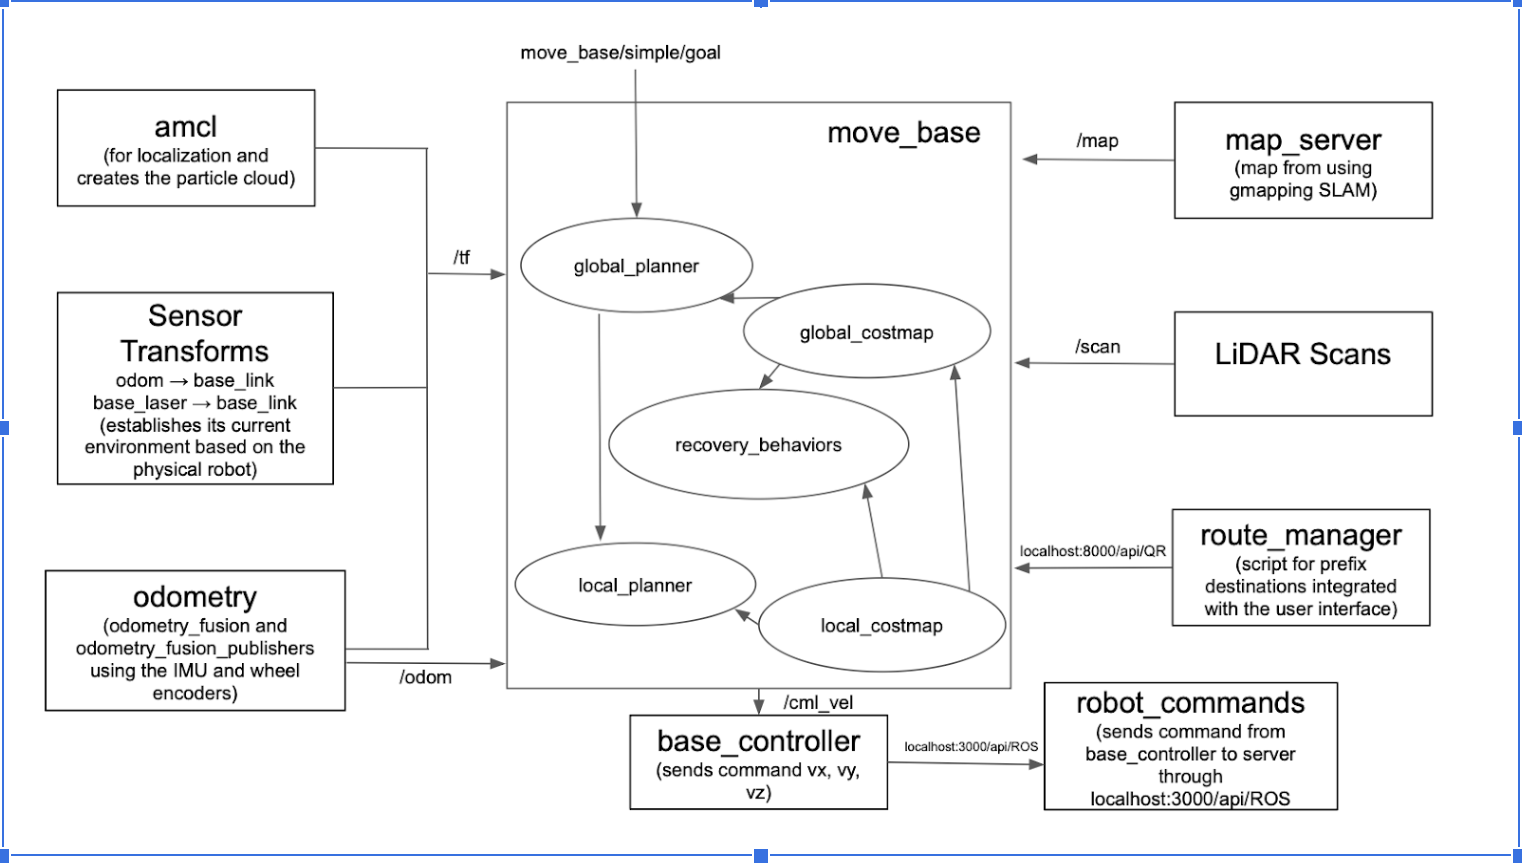 move_base/simple/goal
amcl
(for localization and
creates the particle cloud)
move_base
/map
map_server
(map from using
gmapping SLAM)
/tf
global_planner
Sensor
Transforms
odom → base_link
base_laser → base_link
(establishes its current
environment based on the
physical robot)
global_costmap
/scan
LiDAR Scans
recovery_behaviors
localhost:8000/api/QR
route_manager
(script for prefix
destinations integrated
with the user interface)
odometry
(odometry_fusion and
odometry_fusion_publishers
using the IMU and wheel
encoders)
/odom
local_planner
local_costmap
/cml_vel
base_controller
(sends command vx, vy,
vz)
localhost:3000/api/ROS
robot_commands
(sends command from
base_controller to server
through
localhost:3000/api/ROS